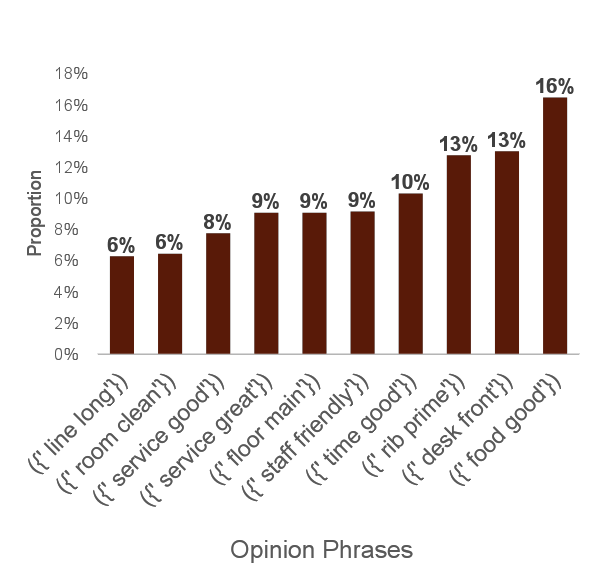 18%
16%
14%
12%
10%
8%
6%
4%
2%
0%
Proportion
6%
6%
8%
9%
9%
9%
10%
13%
13%
16%
({' line long'})
({' room clean'})
({' service good'})
({' service great'})
({' floor main'})
({' staff friendly'})
({' time good'})
({' rib prime'})
({' desk front'})
({' food good'})
Opinion Phrases